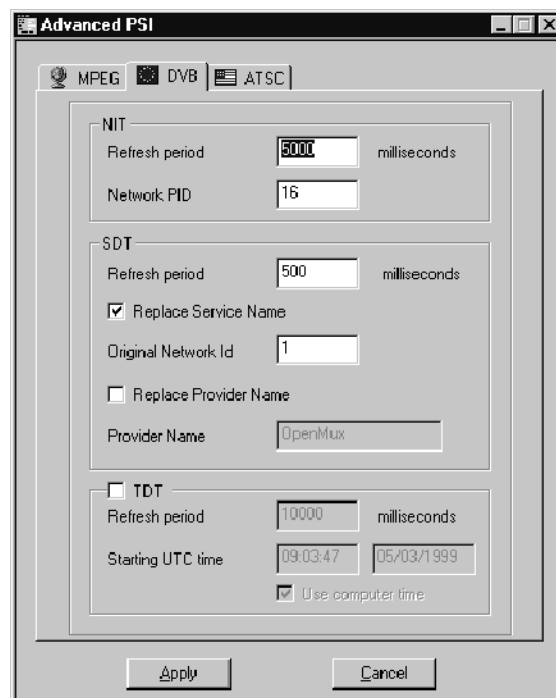 Advanced PSI
MPEG DVB ATSC
NIT
Refresh period 5000 milliseconds
Network PID 16
SDT
Refresh period 500 milliseconds
Replace Service Name
Original Network Id 1
Replace Provider Name
Provider Name OpenMux
TDT
Refresh period 10000 milliseconds
Starting UTC time 09:03:47 05/03/1999
Use computer time
Apply Cancel